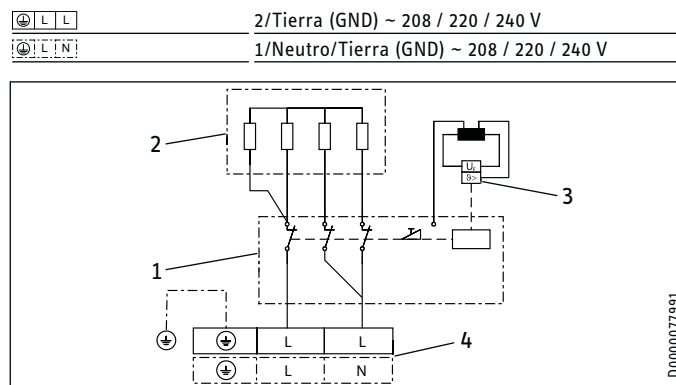 L L 2/Tierra (GND) ~ 208 / 220 / 240 V
L N 1/Neutro/Tierra (GND) ~ 208 / 220 / 240 V
2
U
ϑ>
3
1
L L
4
L N
D0000077991